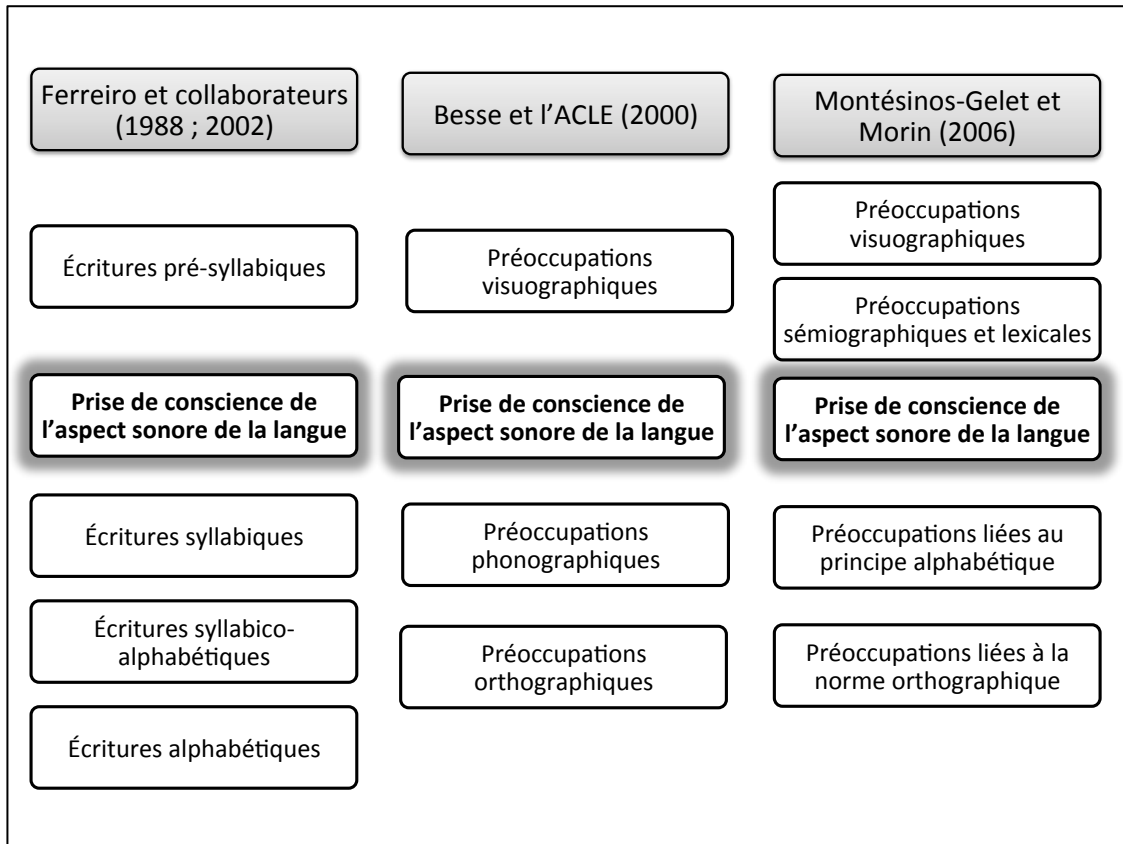 Ferreiro et collaborateurs
(1988 ; 2002)
Écritures pré-syllabiques
Prise de conscience de
l'aspect sonore de la langue
Écritures syllabiques
Écritures syllabico-
alphabétiques
Écritures alphabétiques
Besse et l'ACLE (2000)
Préoccupations
visuographiques
Prise de conscience de
l'aspect sonore de la langue
Préoccupations
phonographiques
Préoccupations
orthographiques
Montésinos-Gelet et
Morin (2006)
Préoccupations
visuographiques
Préoccupations
sémiographiques et lexicales
Prise de conscience de
l'aspect sonore de la langue
Préoccupations liées au
principe alphabétique
Préoccupations liées à la
norme orthographique